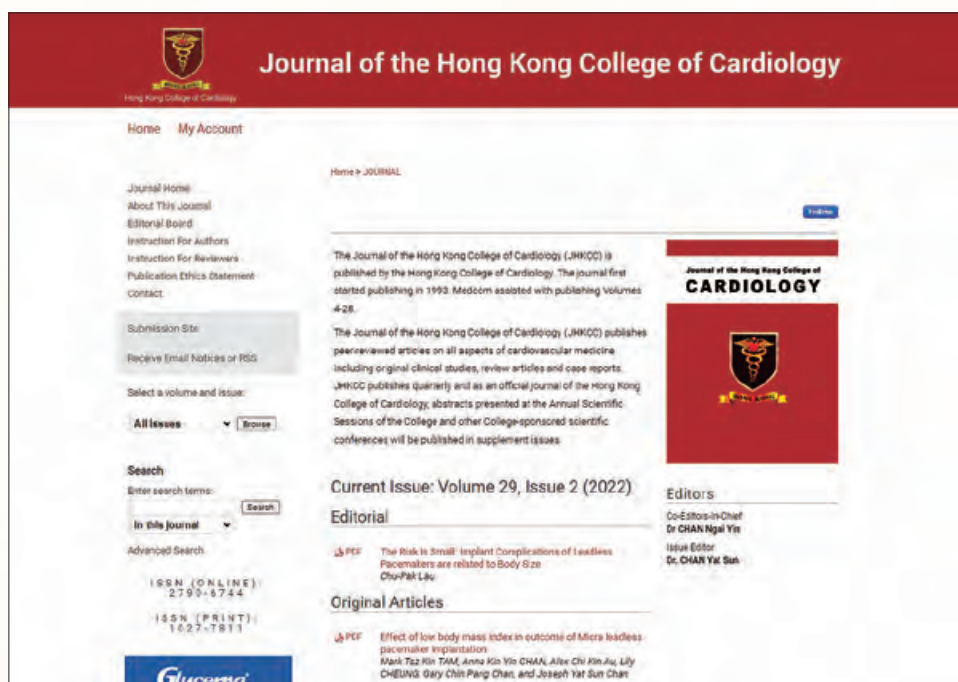 Journal of the Hong Kong College of Cardiology
Hong Kong College of Cardiology
Home My Account
Home > JOURNAL
Journal Home
About This Journal
Editorial Board
Instruction For Authors
Instruction For Reviewers
Publication Ethics Statement
Contact
Submission Site
Receive Email Notices or RSS
Select a volume and issue:
All Issues Browse
Search
Enter search terms:
Search
in this journal
Advanced Search
ISSN (ONLINE):
2790-6744
ISSN (PRINT):
1027-7811
Glucerna
Follow
The Journal of the Hong Kong College of Cardiology (JHKCC) is
published by the Hong Kong College of Cardiology. The journal first
started publishing in 1993. Medcom assisted with publishing Volumes
4-28.
The Journal of the Hong Kong College of Cardiology (JHKCC) publishes
peer-reviewed articles on all aspects of cardiovascular medicine
including original clinical studies, review articles and case reports.
JHKCC publishes quarterly and as an official journal of the Hong Kong
College of Cardiology, abstracts presented at the Annual Scientific
Sessions of the College and other College-sponsored scientific
conferences will be published in supplement issues.
Current Issue: Volume 29, Issue 2 (2022)
Editorial
PDF The Risk is Small: Implant Complications of Leadless
Pacemakers are related to Body Size
Chu-Pak Lau
Original Articles
PDF Effect of low body mass index in outcome of Micra leadless
pacemaker implantation
Mark Tsz Kin TAM, Anna Kin Yin CHAN, Alex Chi Kin Au, Lily
CHEUNG, Gary Chin Pang Chan, and Joseph Yat Sun Chan
Journal of the Hong Kong College of
CARDIOLOGY
HONG KONG
Editors
Co-Editors-in-Chief
Dr CHAN Ngai Yin
Issue Editor
Dr. CHAN Yat Sun